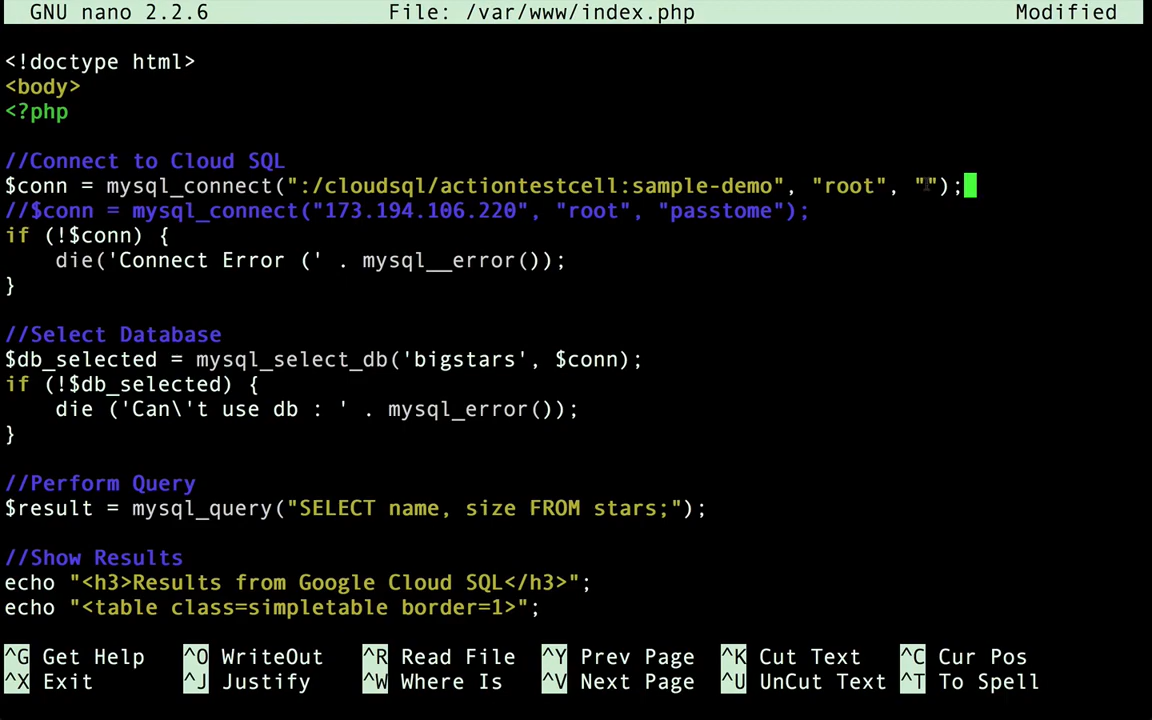 GNU nano 2.2.6 File: /var/www/index.php Modified
<!doctype html>
<body>
<?php
//Connect to Cloud SQL
$conn = mysql_connect(":/cloudsql/actiontestcell:sample-demo", "root", "");
//$conn = mysql_connect("173.194.106.220", "root", "passtome");
if (!$conn) {
    die('Connect Error (' . mysql__error());
}
//Select Database
$db_selected = mysql_select_db('bigstars', $conn);
if (!$db_selected) {
    die ('Can\'t use db : ' . mysql_error());
}
//Perform Query
$result = mysql_query("SELECT name, size FROM stars;");
//Show Results
echo "<h3>Results from Google Cloud SQL</h3>";
echo "<table class=simpletable border=1>";
^G Get Help ^O WriteOut ^R Read File ^Y Prev Page ^K Cut Text ^C Cur Pos
^X Exit ^J Justify ^W Where Is ^V Next Page ^U UnCut Text ^T To Spell